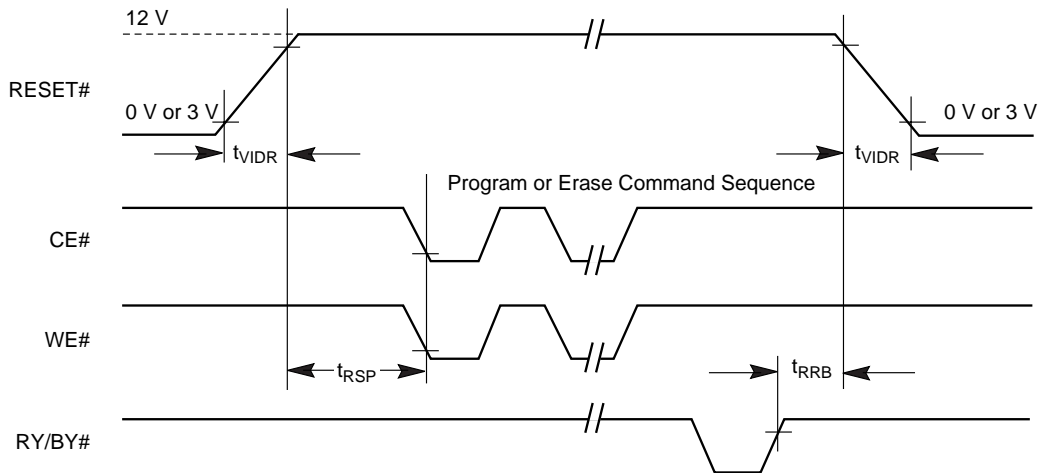 12 V
RESET#
0 V or 3 V
0 V or 3 V
tVIDR
tVIDR
Program or Erase Command Sequence
CE#
WE#
tRSP
tRRB
RY/BY#